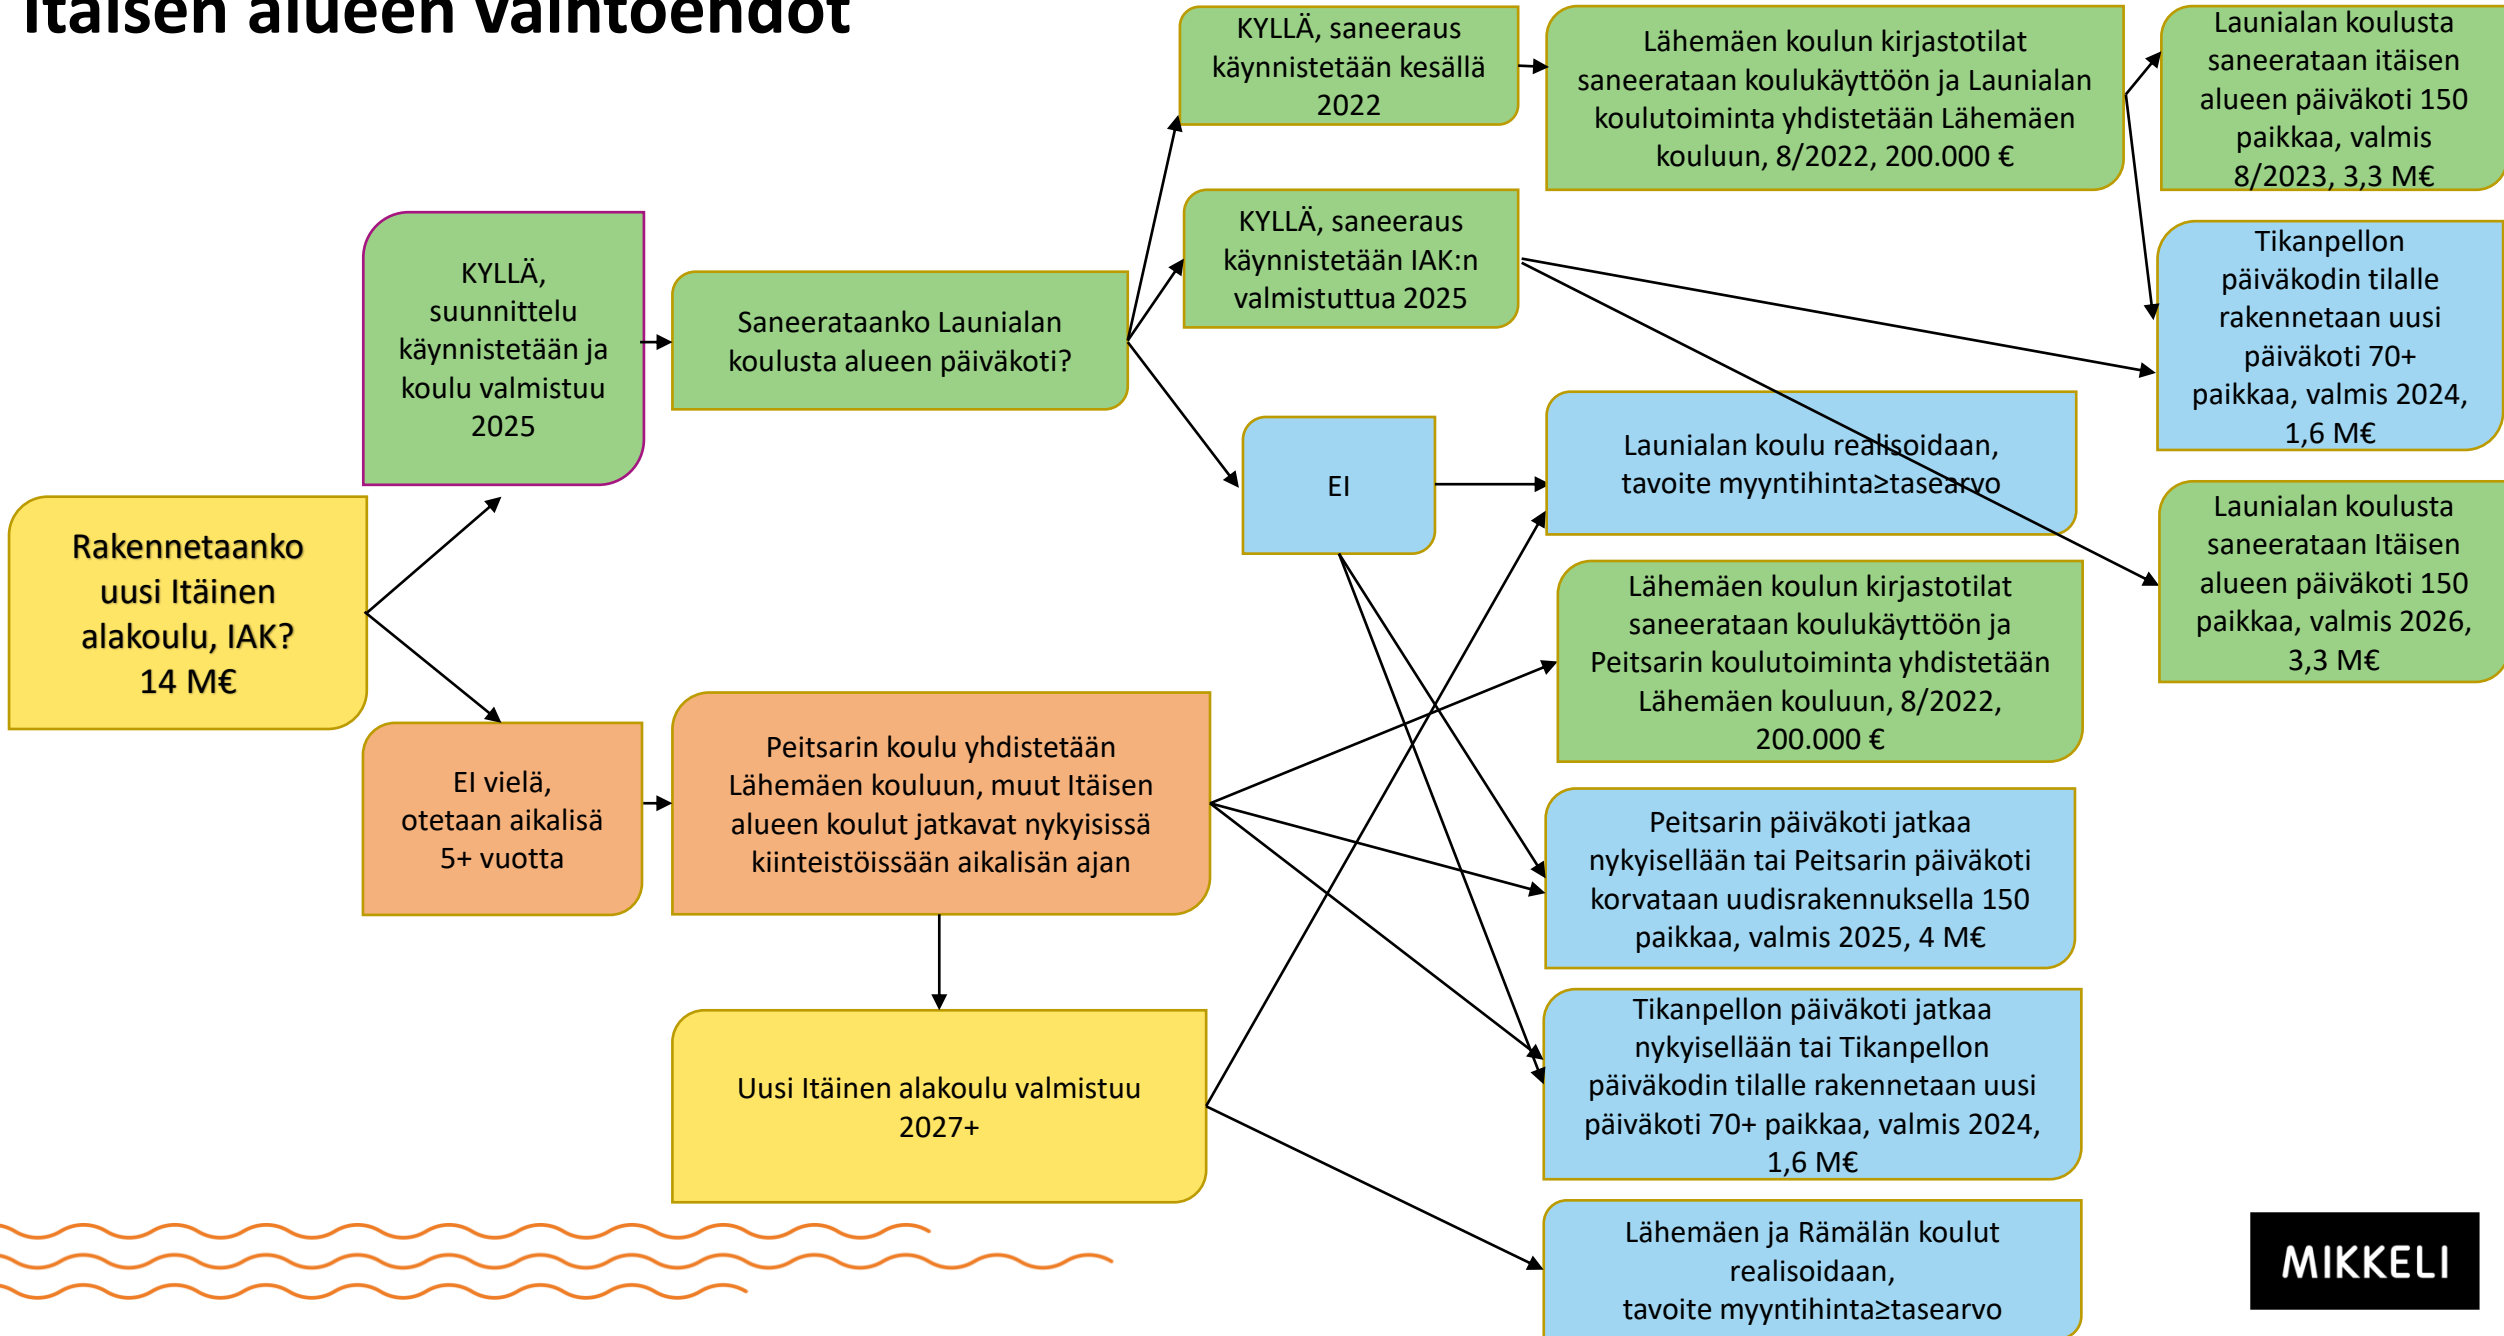 Itäisen alueen vaihtoehdot
KYLLÄ, saneeraus
käynnistetään kesällä
2022
Lähemäen koulun kirjastotilat
saneerataan koulukäyttöön ja Launialan
koulutoiminta yhdistetään Lähemäen
kouluun, 8/2022, 200.000 €
Launialan koulusta
saneerataan itäisen
alueen päiväkoti 150
paikkaa, valmis
8/2023, 3,3 M€
KYLLÄ, saneeraus
käynnistetään IAK:n
valmistuttua 2025
Tikanpellon
päiväkodin tilalle
rakennetaan uusi
päiväkoti 70+
paikkaa, valmis 2024,
1,6 M€
KYLLÄ,
suunnittelu
käynnistetään ja
koulu valmistuu
2025
Saneerataanko Launialan
koulusta alueen päiväkoti?
EI
Launialan koulu realisoidaan,
tavoite myyntihinta≥tasearvo
Launialan koulusta
saneerataan Itäisen
alueen päiväkoti 150
paikkaa, valmis 2026,
3,3 M€
Rakennetaanko
uusi Itäinen
alakoulu, IAK?
14 M€
Lähemäen koulun kirjastotilat
saneerataan koulukäyttöön ja
Peitsarin koulutoiminta yhdistetään
Lähemäen kouluun, 8/2022,
200.000 €
EI vielä,
otetaan aikalisä
5+ vuotta
Peitsarin koulu yhdistetään
Lähemäen kouluun, muut Itäisen
alueen koulut jatkavat nykyisissä
kiinteistöissään aikalisän ajan
Peitsarin päiväkoti jatkaa
nykyisellään tai Peitsarin päiväkoti
korvataan uudisrakennuksella 150
paikkaa, valmis 2025, 4 M€
Uusi Itäinen alakoulu valmistuu
2027+
Tikanpellon päiväkoti jatkaa
nykyisellään tai Tikanpellon
päiväkodin tilalle rakennetaan uusi
päiväkoti 70+ paikkaa, valmis 2024,
1,6 M€
Lähemäen ja Rämälän koulut
realisoidaan,
tavoite myyntihinta≥tasearvo
MIKKELI